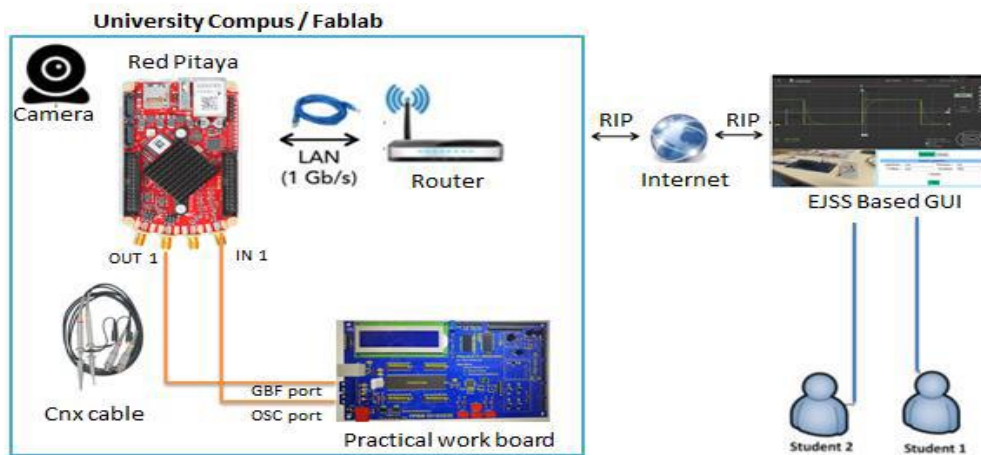 University Compus / Fablab
Red Pitaya
Camera
LAN
(1 Gb/s)
Router
RIP
RIP
Internet
EJSS Based GUI
OUT 1
IN 1
Cnx cable
GBF port
OSC port
Practical work board
Student 2
Student 1